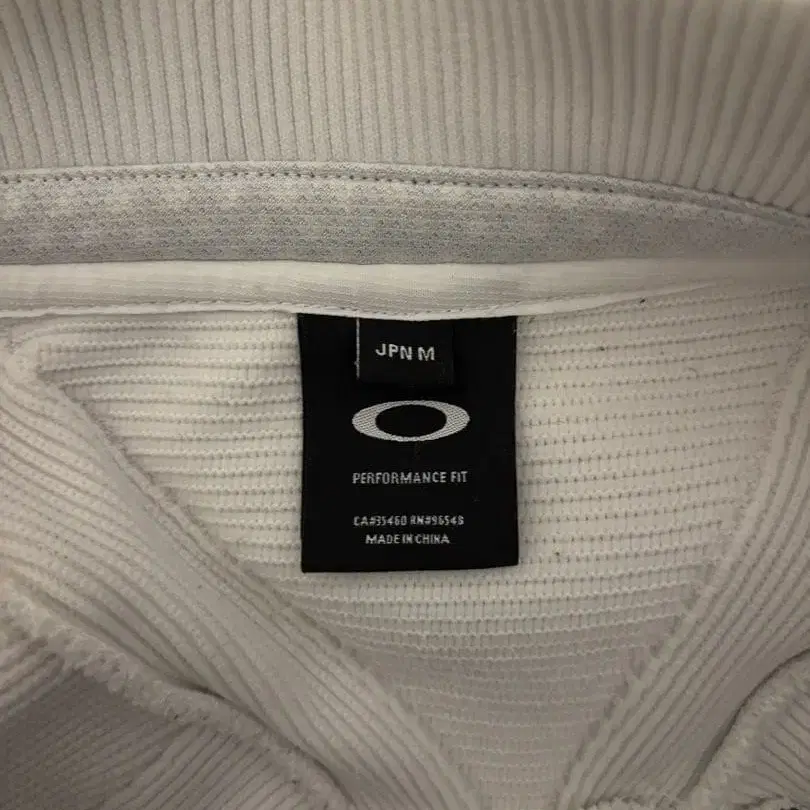 JPN M
PERFORMANCE FIT
CA#35460 RN#96548
MADE IN CHINA